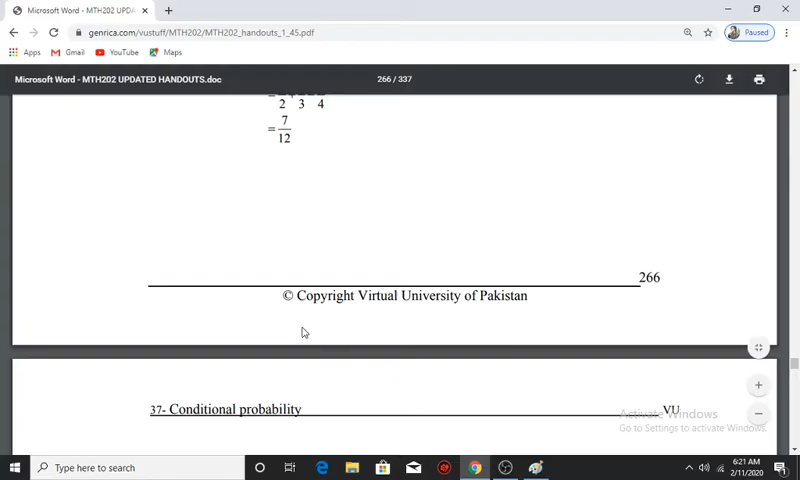 Microsoft Word - MTH202 UPDA
genrica.com/vustuff/MTH202/MTH202_handouts_1_45.pdf
Paused
Apps Gmail YouTube Maps
Microsoft Word - MTH202 UPDATED HANDOUTS.doc
266 / 337
2 3 4
= 7
12
266
© Copyright Virtual University of Pakistan
37- Conditional probability VU
Activate Windows
Go to Settings to activate Windows.
Type here to search
6:21 AM
2/11/2020
1